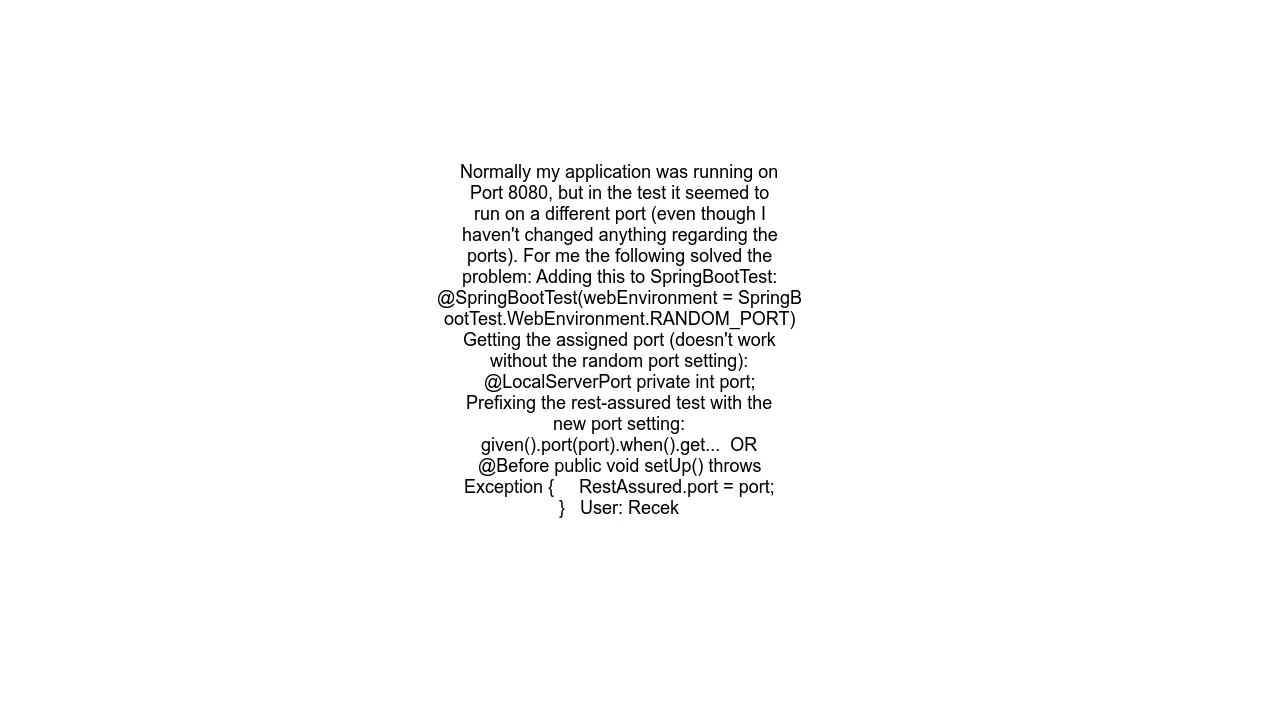 Normally my application was running on
Port 8080, but in the test it seemed to
run on a different port (even though I
haven't changed anything regarding the
ports). For me the following solved the
problem: Adding this to SpringBootTest:
@SpringBootTest(webEnvironment = SpringB
ootTest.WebEnvironment.RANDOM_PORT)
Getting the assigned port (doesn't work
without the random port setting):
@LocalServerPort private int port;
Prefixing the rest-assured test with the
new port setting:
given().port(port).when().get...  OR
@Before public void setUp() throws
Exception {     RestAssured.port = port;
}   User: Recek